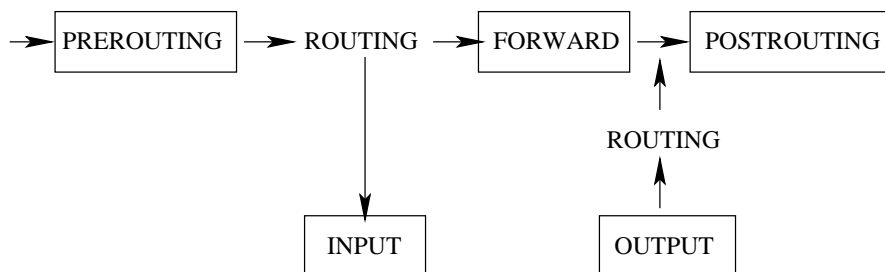 PREROUTING ROUTING FORWARD POSTROUTING
ROUTING
INPUT OUTPUT